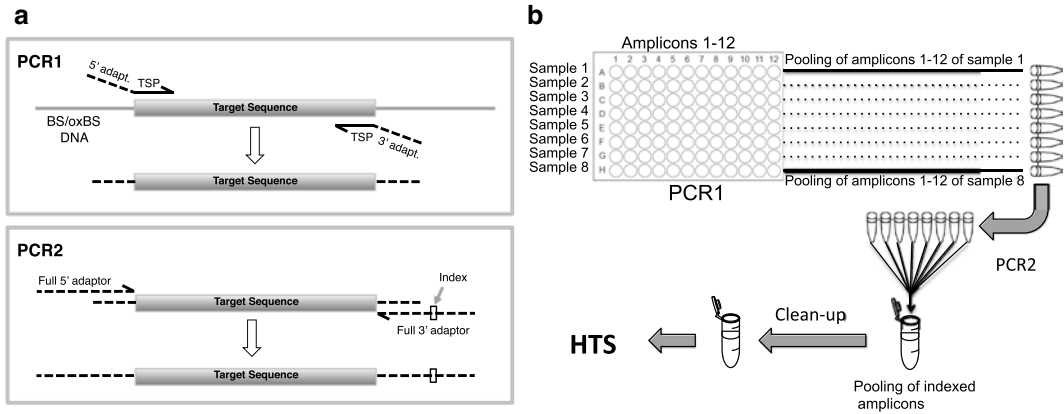 a
PCR1
5' adapt.
TSP
Target Sequence
BS/oxBS
DNA
TSP
3' adapt.
Target Sequence
PCR2
Full 5' adaptor
Index
Target Sequence
Full 3' adaptor
Target Sequence
b
Amplicons 1-12
1 2 3 4 5 6 7 8 9 10 11 12
Sample 1
Sample 2
Sample 3
Sample 4
Sample 5
Sample 6
Sample 7
Sample 8
A
B
C
D
E
F
G
H
PCR1
Pooling of amplicons 1-12 of sample 1
Pooling of amplicons 1-12 of sample 8
PCR2
Clean-up
HTS
Pooling of indexed
amplicons